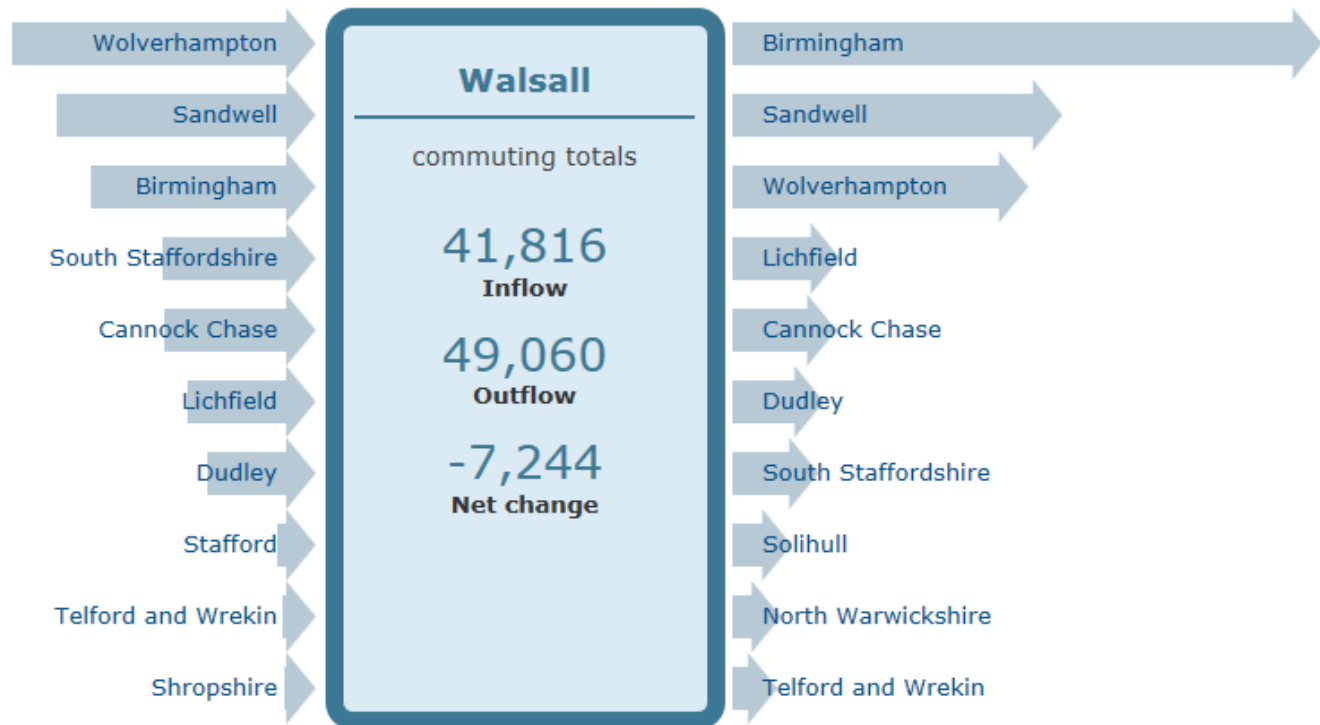 Wolverhampton
Sandwell
Birmingham
South Staffordshire
Cannock Chase
Lichfield
Dudley
Stafford
Telford and Wrekin
Shropshire
Walsall
commuting totals
41,816
Inflow
49,060
Outflow
-7,244
Net change
Birmingham
Sandwell
Wolverhampton
Lichfield
Cannock Chase
Dudley
South Staffordshire
Solihull
North Warwickshire
Telford and Wrekin